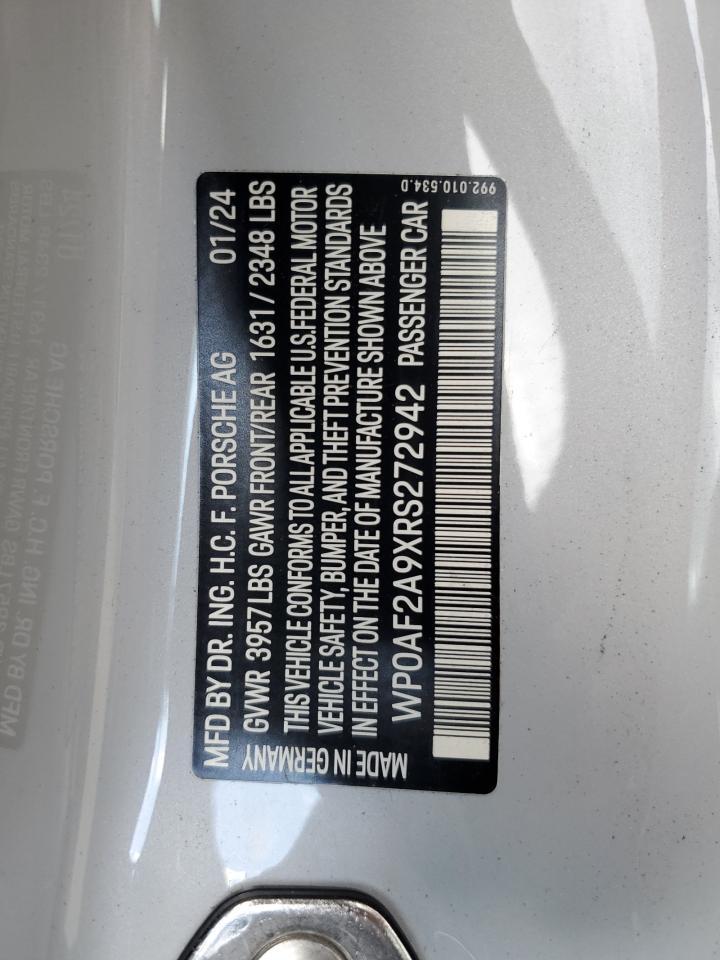 MFD BY DR. ING. H.C. F. PORSCHE AG 01/24
GVWR 3957 LBS GAWR FRONT/REAR 1631 / 2348 LBS
THIS VEHICLE CONFORMS TO ALL APPLICABLE U.S. FEDERAL MOTOR
VEHICLE SAFETY, BUMPER, AND THEFT PREVENTION STANDARDS
IN EFFECT ON THE DATE OF MANUFACTURE SHOWN ABOVE
WP0AF2A9XRS272942 PASSENGER CAR
MADE IN GERMANY
992.010.534.D